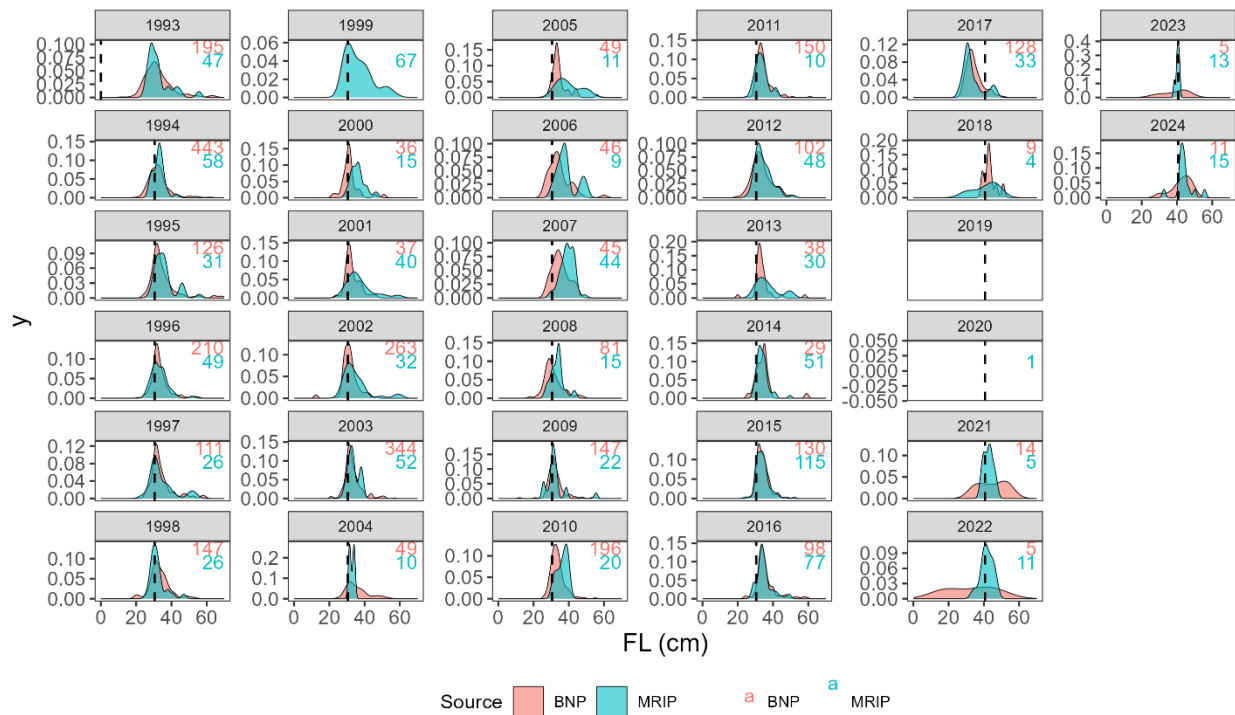 1993 1999 2005 2011 2017 2023
0.100 0.075 0.050 0.025 0.000 195 47
0.06 0.04 0.02 0.00 67
0.15 0.10 0.05 0.00 49 11
0.15 0.10 0.05 0.00 150 10
0.12 0.08 0.04 0.00 128 33
0.4 0.3 0.2 0.1 0.0 5 13
1994 2000 2006 2012 2018 2024
0.15 0.10 0.05 0.00 443 58
0.15 0.10 0.05 0.00 36 15
0.100 0.075 0.050 0.025 0.000 46 9
0.100 0.075 0.050 0.025 0.000 102 48
0.20 0.15 0.10 0.05 0.00 9 4
0.15 0.10 0.05 0.00 11 15
0 20 40 60
1995 2001 2007 2013 2019
0.09 0.06 0.03 0.00 126 31
0.15 0.10 0.05 0.00 37 40
0.100 0.075 0.050 0.025 0.000 45 44
0.20 0.15 0.10 0.05 0.00 38 30
y
1996 2002 2008 2014 2020
0.10 0.05 0.00 210 49
0.10 0.05 0.00 263 32
0.15 0.10 0.05 0.00 81 15
0.15 0.10 0.05 0.00 29 51
0.050 0.025 0.000 -0.025 -0.050 1
1997 2003 2009 2015 2021
0.12 0.08 0.04 0.00 111 26
0.15 0.10 0.05 0.00 344 52
0.15 0.10 0.05 0.00 147 22
0.10 0.05 0.00 130 115
0.10 0.05 0.00 14 5
1998 2004 2010 2016 2022
0.10 0.05 0.00 147 26
0.2 0.1 0.0 49 10
0.10 0.05 0.00 196 20
0.15 0.10 0.05 0.00 98 77
0.09 0.06 0.03 0.00 5 11
0 20 40 60 0 20 40 60 0 20 40 60 0 20 40 60 0 20 40 60
FL (cm)
Source BNP MRIP a BNP a MRIP